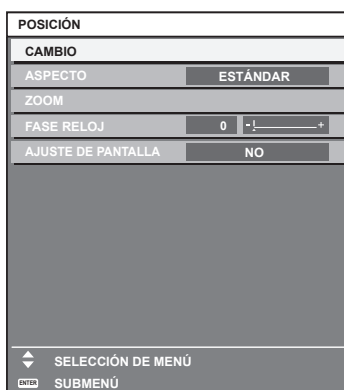 POSICIÓN
CAMBIO
ASPECTO ESTÁNDAR
ZOOM
FASE RELOJ 0 - +
AJUSTE DE PANTALLA NO
SELECCIÓN DE MENÚ
ENTER SUBMENÚ